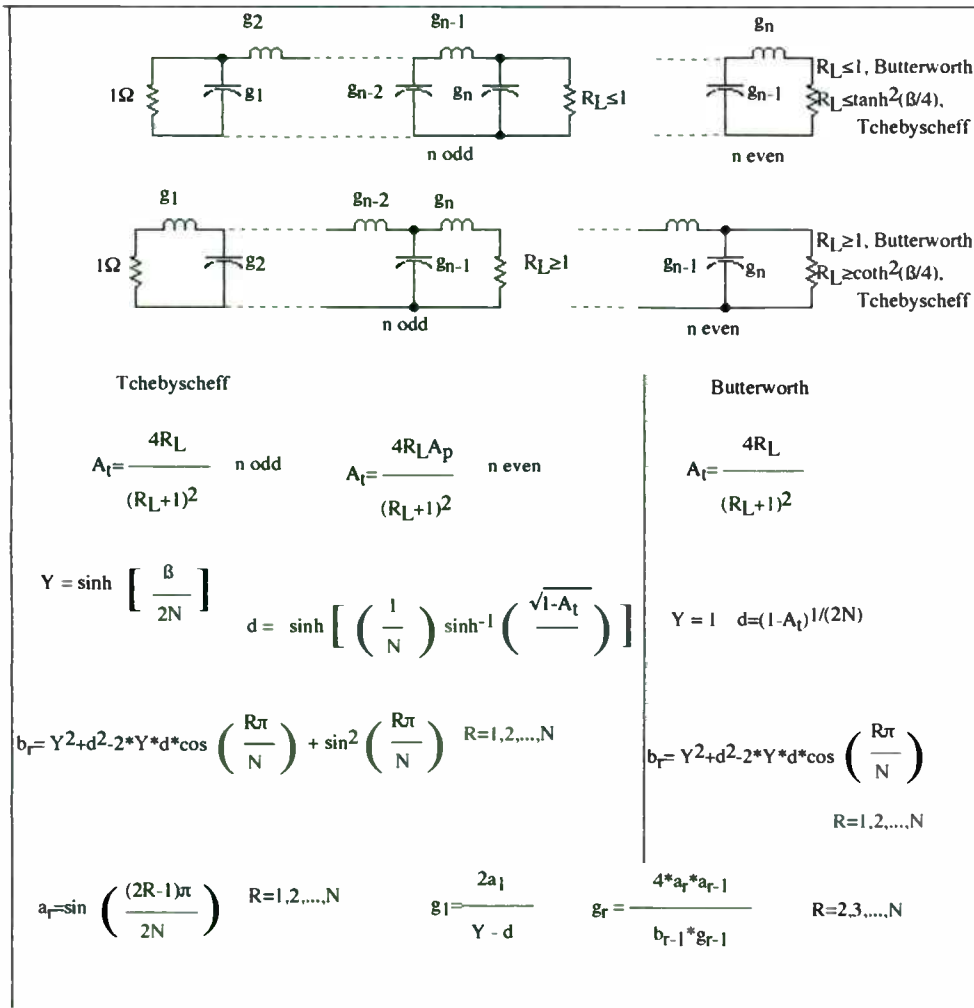 g2 gn-1 gn
1Ω g1 gn-2 gn RL≤1 gn-1 RL≤1, Butterworth
RL≤tanh²(ß/4),
Tchebyscheff
n odd n even
g1 gn-2 gn
1Ω g2 gn-1 RL≥1 gn-1 gn RL≥1, Butterworth
RL≥coth²(ß/4),
Tchebyscheff
n odd n even
Tchebyscheff Butterworth
At= 4RL / (RL+1)² n odd At= 4RLAp / (RL+1)² n even At= 4RL / (RL+1)²
Y = sinh [ ß / 2N ]
d = sinh [ ( 1 / N ) sinh-1 ( √1-At / ) ] Y = 1 d=(1-At)1/(2N)
br= Y²+d²-2*Y*d*cos ( Rπ / N ) + sin² ( Rπ / N ) R=1,2,...,N
br= Y²+d²-2*Y*d*cos ( Rπ / N )
R=1,2,...,N
ar=sin ( (2R-1)π / 2N ) R=1,2,...,N g1= 2a1 / Y - d gr = 4*ar*ar-1 / br-1*gr-1 R=2,3,...,N